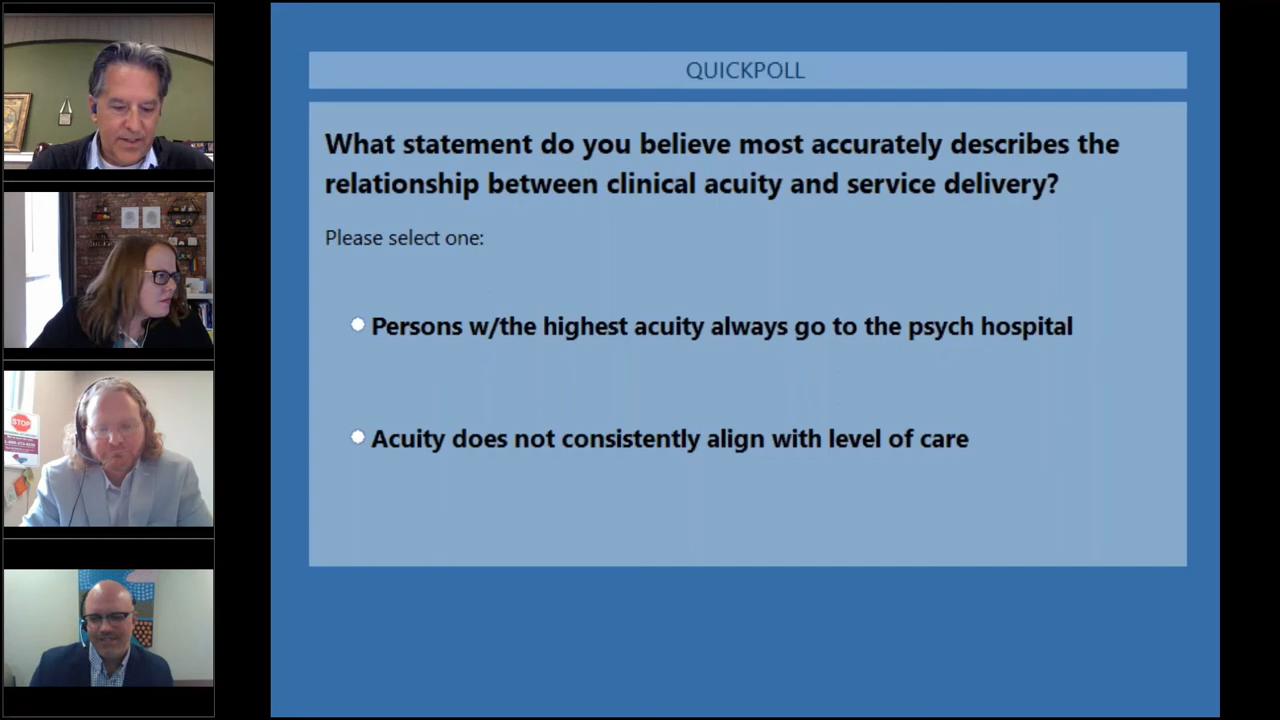 QUICKPOLL
What statement do you believe most accurately describes the
relationship between clinical acuity and service delivery?
Please select one:
Persons w/the highest acuity always go to the psych hospital
Acuity does not consistently align with level of care
STOP